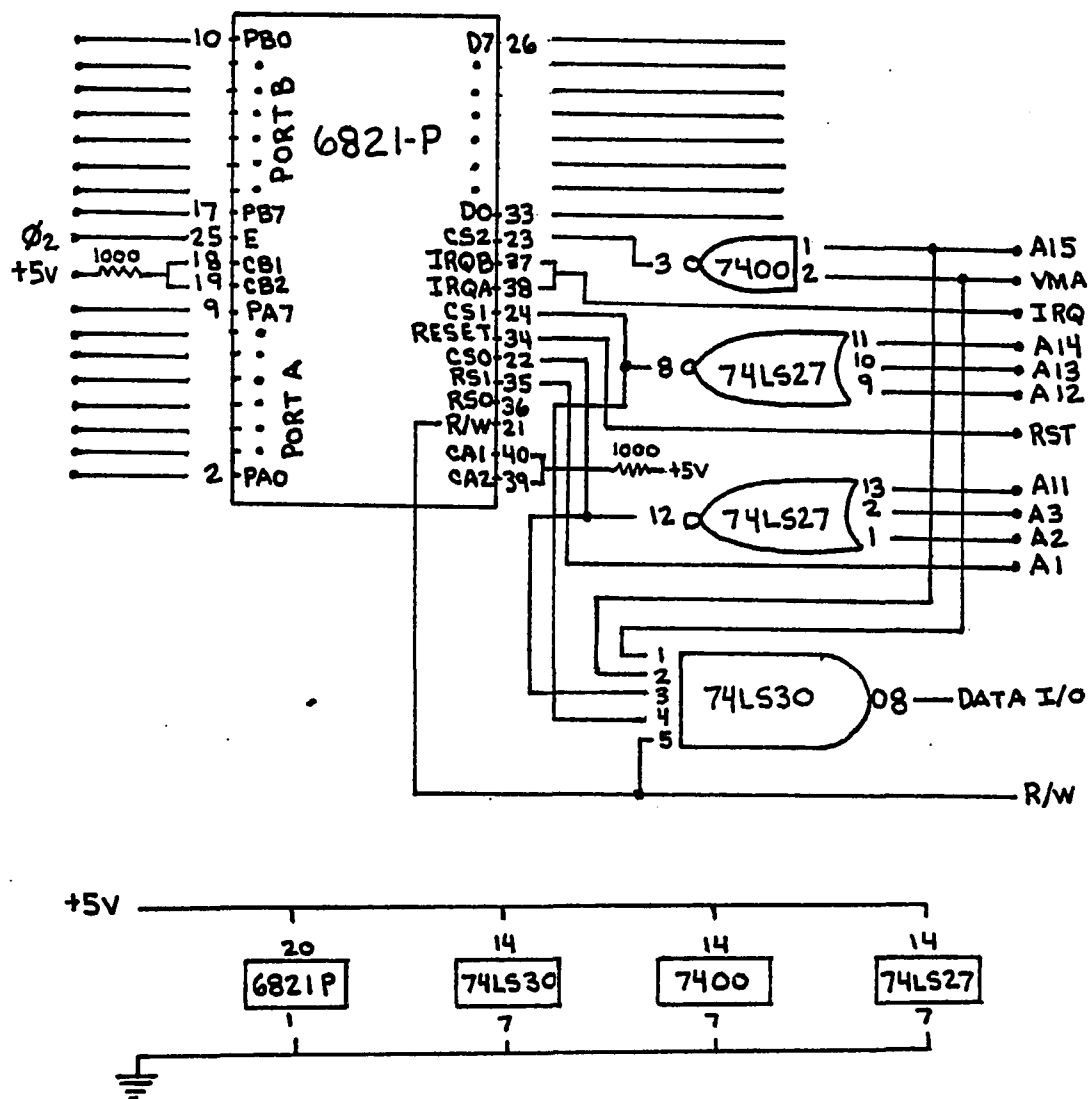 10 PB0 D7 26
PORT B
6821-P
17 PB7 D0 33
Ø2 25 E CS2 23
+5V 1000 18 CB1 IRQB 37
19 CB2 IRQA 38
9 PA7 CS1 24
RESET 34
CS0 22
RS1 35
RS0 36
R/W 21
PORT A
CA1 40
2 PA0 CA2 39
1000 +5V
3 7400 1 A15
2 VMA
IRQ
8 74LS27 11 A14
10 A13
9 A12
RST
12 74LS27 13 A11
2 A3
1 A2
A1
1
2
3 74LS30 8 DATA I/O
4
5
R/W
+5V
20 14 14 14
6821P 74LS30 7400 74LS27
1 7 7 7